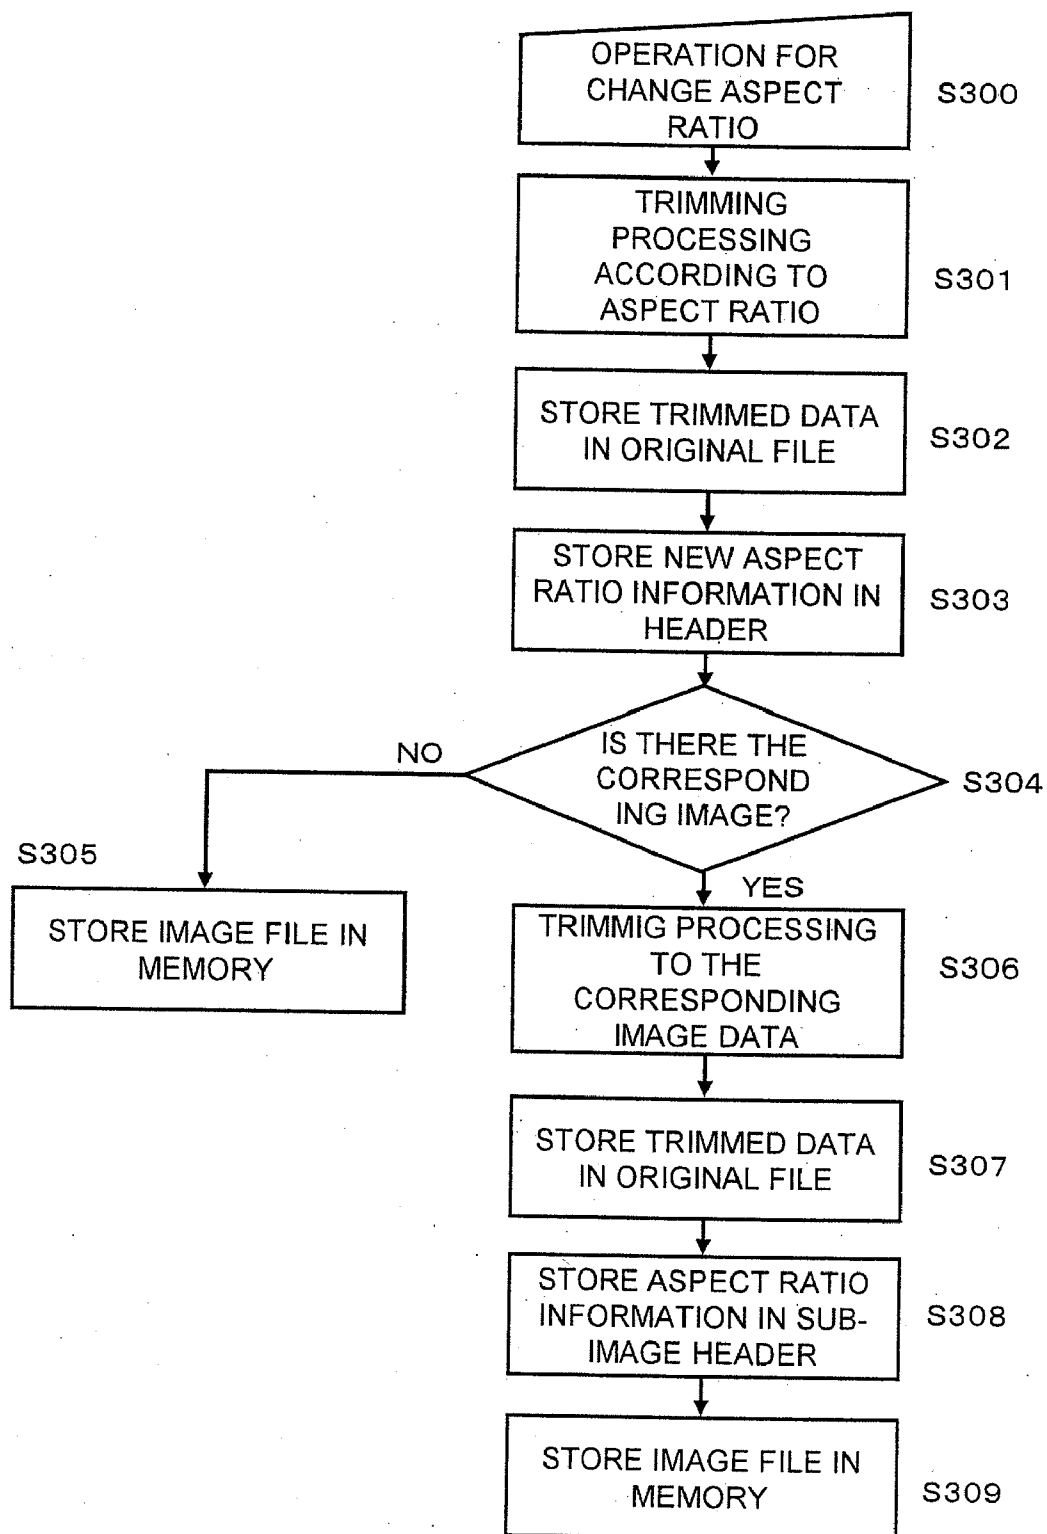 OPERATION FOR
CHANGE ASPECT
RATIO
S300
TRIMMING
PROCESSING
ACCORDING TO
ASPECT RATIO
S301
STORE TRIMMED DATA
IN ORIGINAL FILE
S302
STORE NEW ASPECT
RATIO INFORMATION IN
HEADER
S303
IS THERE THE
CORRESPOND
ING IMAGE?
S304
NO
S305
STORE IMAGE FILE IN
MEMORY
YES
TRIMMIG PROCESSING
TO THE
CORRESPONDING
IMAGE DATA
S306
STORE TRIMMED DATA
IN ORIGINAL FILE
S307
STORE ASPECT RATIO
INFORMATION IN SUB-
IMAGE HEADER
S308
STORE IMAGE FILE IN
MEMORY
S309